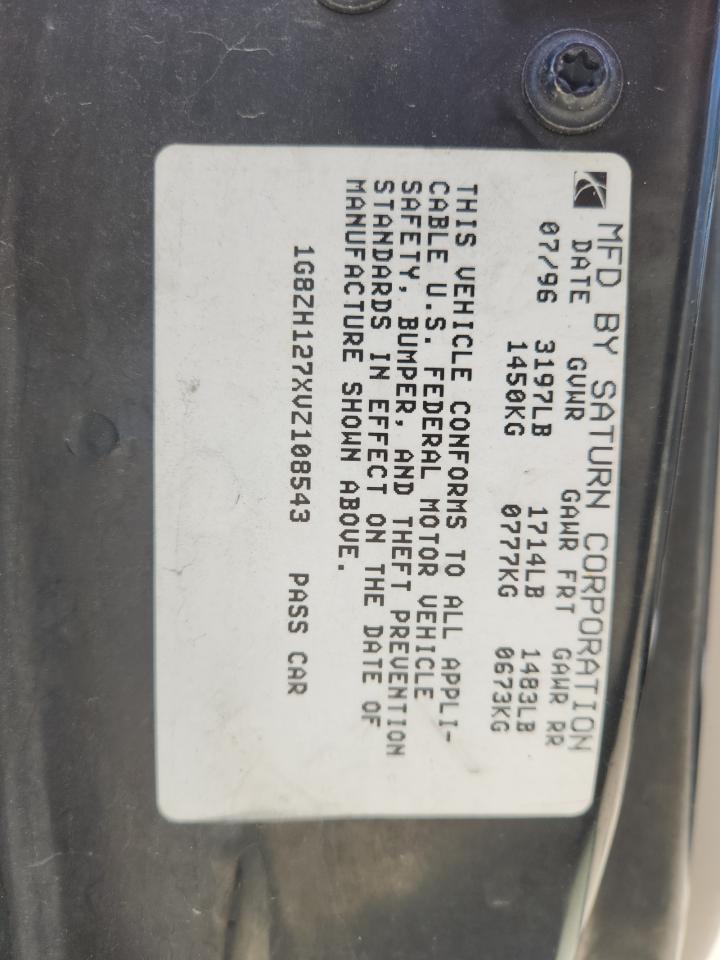 MFD BY SATURN CORPORATION
DATE GVWR GAWR FRT GAWR RR
07/96 3197LB 1714LB 1483LB
1450KG 0777KG 0673KG
THIS VEHICLE CONFORMS TO ALL APPLI-
CABLE U.S. FEDERAL MOTOR VEHICLE
SAFETY, BUMPER, AND THEFT PREVENTION
STANDARDS IN EFFECT ON THE DATE OF
MANUFACTURE SHOWN ABOVE.
1G8ZH127XVZ108543 PASS CAR